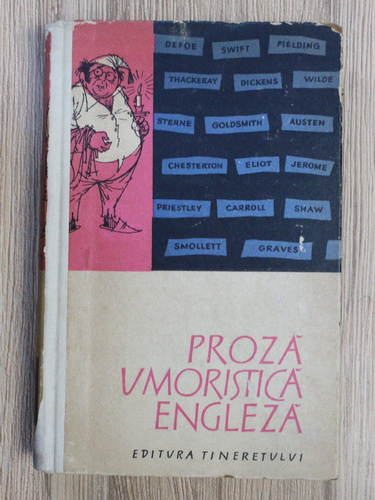 DEFOE SWIFT FIELDING
THACKERAY DICKENS WILDE
STERNE GOLDSMITH AUSTEN
CHESTERTON ELIOT JEROME
PRIESTLEY CARROLL SHAW
SMOLLETT GRAVES
PROZĂ
UMORISTICĂ
ENGLEZĂ
EDITURA TINERETULUI